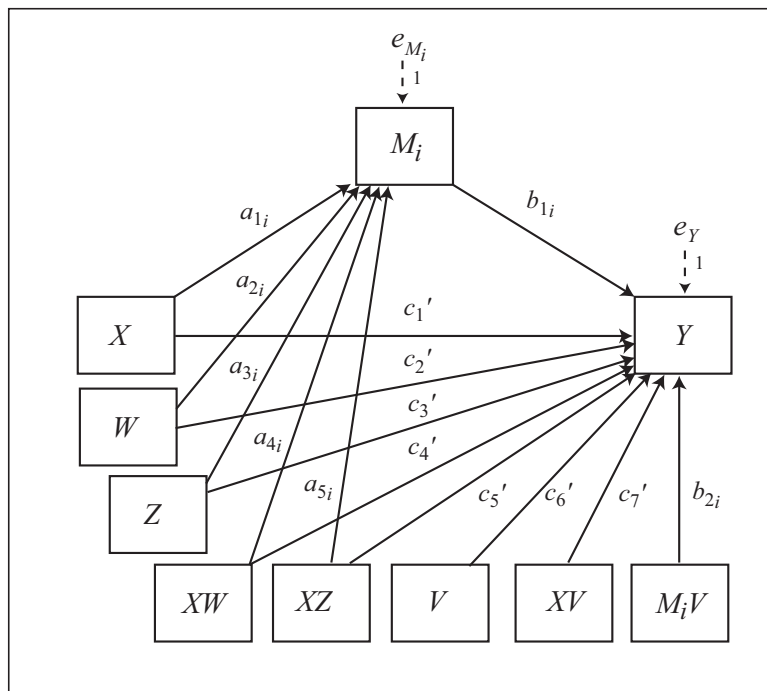 e_{M_i}
1
M_i
a_{1i}
b_{1i}
e_Y
1
a_{2i}
X
c_1′
Y
a_{3i}
c_2′
W
c_3′
a_{4i}
c_4′
Z
a_{5i}
c_5′
c_6′
c_7′
b_{2i}
XW
XZ
V
XV
M_iV